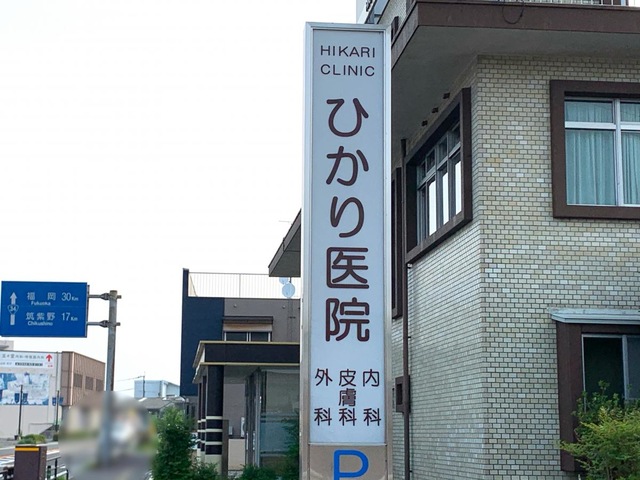 HIKARI
CLINIC
ひかり医院
内科
皮膚科
外科
P
福岡 30Km
Fukuoka
筑紫野 17Km
Chikushino
34